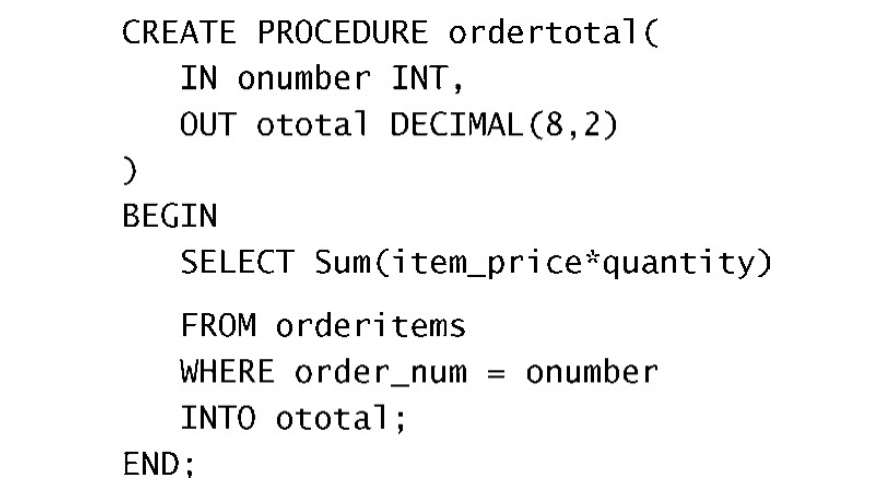 CREATE PROCEDURE ordertotal(
   IN onumber INT,
   OUT ototal DECIMAL(8,2)
)
BEGIN
   SELECT Sum(item_price*quantity)
   FROM orderitems
   WHERE order_num = onumber
   INTO ototal;
END;